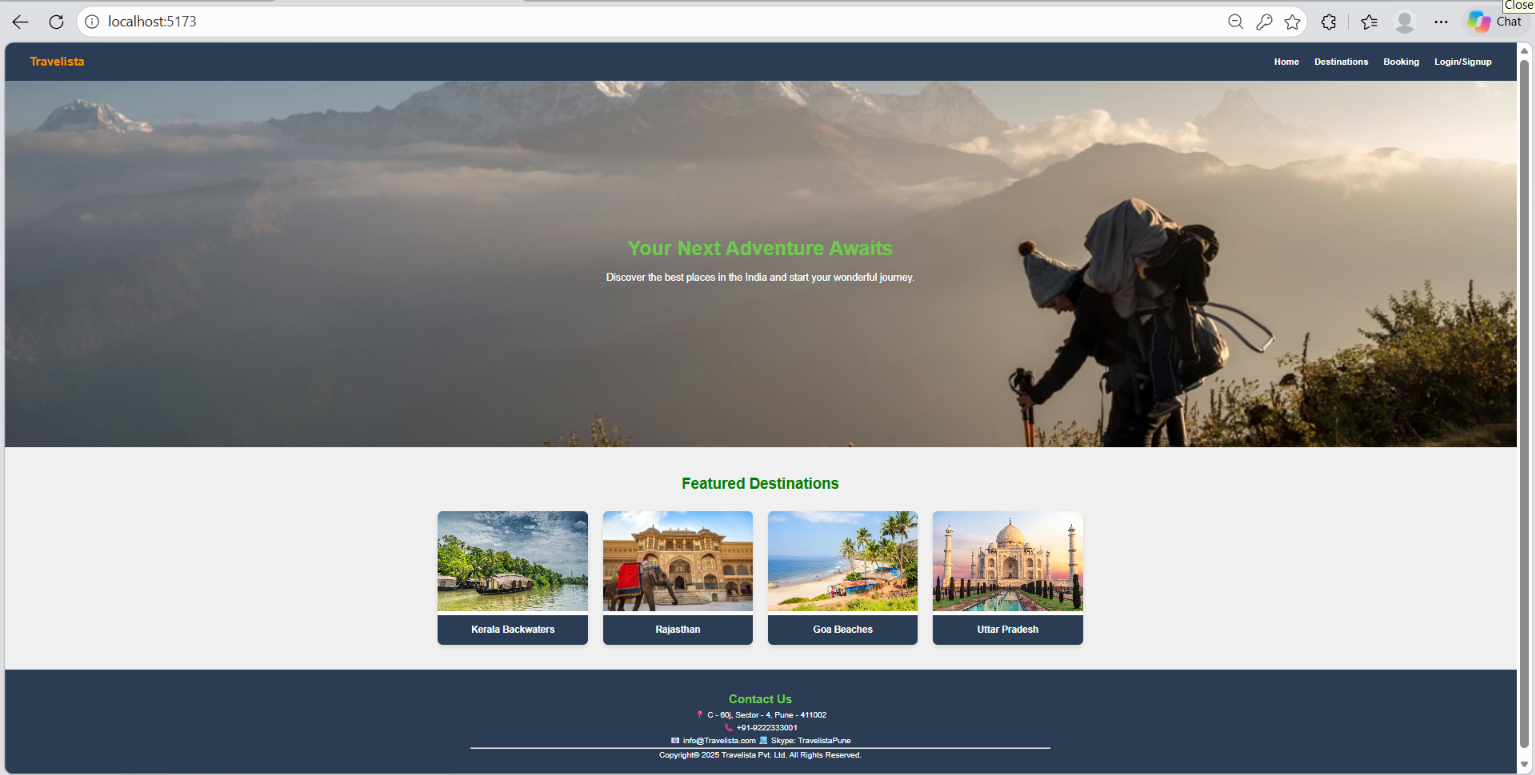 Close
localhost:5173
Chat
Travelista
Home Destinations Booking Login/Signup
Your Next Adventure Awaits
Discover the best places in the India and start your wonderful journey.
Featured Destinations
Kerala Backwaters Rajasthan Goa Beaches Uttar Pradesh
Contact Us
📍 C - 60j, Sector - 4, Pune - 411002
📞 +91-9222333001
📧 info@Travelista.com 💻 Skype: TravelistaPune
Copyright© 2025 Travelista Pvt. Ltd. All Rights Reserved.